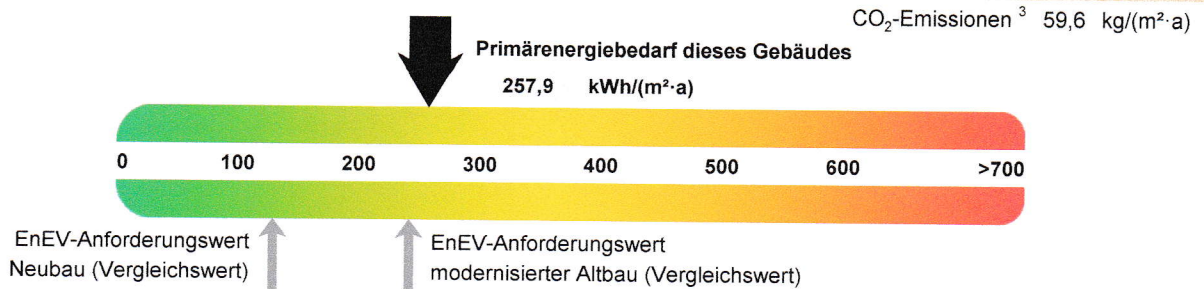 CO₂-Emissionen ³ 59,6 kg/(m²·a)
Primärenergiebedarf dieses Gebäudes
257,9 kWh/(m²·a)
0 100 200 300 400 500 600 >700
EnEV-Anforderungswert
Neubau (Vergleichswert)
EnEV-Anforderungswert
modernisierter Altbau (Vergleichswert)